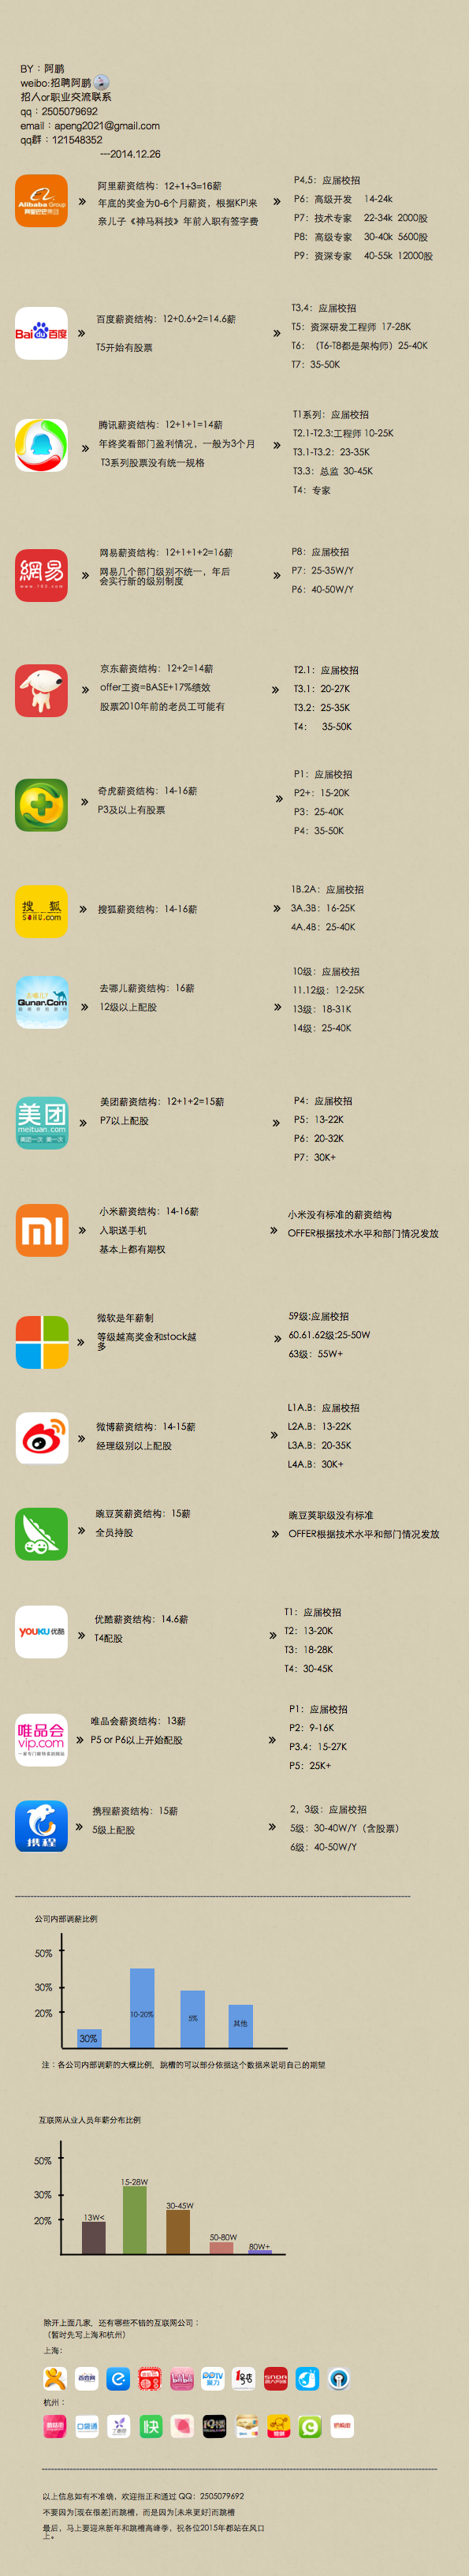 BY：阿鹏
weibo:招聘阿鹏
招人or职业交流联系
qq：2505079692
email：apeng2021@gmail.com
qq群：121548352
---2014.12.26
Alibaba Group
阿里巴巴集团
阿里薪资结构：12+1+3=16薪
年底的奖金为0-6个月薪资，根据KPI来
亲儿子《神马科技》年前入职有签字费
P4,5：应届校招
P6：高级开发 14-24k
P7：技术专家 22-34k 2000股
P8：高级专家 30-40k 5600股
P9：资深专家 40-55k 12000股
Bai百度
百度薪资结构：12+0.6+2=14.6薪
T5开始有股票
T3,4：应届校招
T5：资深研发工程师 17-28K
T6：（T6-T8都是架构师）25-40K
T7：35-50K
腾讯薪资结构：12+1+1=14薪
年终奖看部门盈利情况，一般为3个月
T3系列股票没有统一规格
T1系列：应届校招
T2.1-T2.3:工程师 10-25K
T3.1-T3.2：23-35K
T3.3：总监 30-45K
T4：专家
網易
www.163.com
网易薪资结构：12+1+1+2=16薪
网易几个部门级别不统一，年后
会实行新的级别制度
P8：应届校招
P7：25-35W/Y
P6：40-50W/Y
京东薪资结构：12+2=14薪
offer工资=BASE+17%绩效
股票2010年前的老员工可能有
T2.1：应届校招
T3.1：20-27K
T3.2：25-35K
T4： 35-50K
奇虎薪资结构：14-16薪
P3及以上有股票
P1：应届校招
P2+：15-20K
P3：25-40K
P4：35-50K
搜狐
SOHU.com
搜狐薪资结构：14-16薪
1B.2A：应届校招
3A.3B：16-25K
4A.4B：25-40K
去哪儿?
Qunar.Com
去哪儿薪资结构：16薪
12级以上配股
10级：应届校招
11.12级：12-25K
13级：18-31K
14级：25-40K
美团
meituan.com
美团一次 美一次
美团薪资结构：12+1+2=15薪
P7以上配股
P4：应届校招
P5：13-22K
P6：20-32K
P7：30K+
小米薪资结构：14-16薪
入职送手机
基本上都有期权
小米没有标准的薪资结构
OFFER根据技术水平和部门情况发放
微软是年薪制
等级越高奖金和stock越
多
59级:应届校招
60.61.62级:25-50W
63级：55W+
微博薪资结构：14-15薪
经理级别以上配股
L1A.B：应届校招
L2A.B：13-22K
L3A.B：20-35K
L4A.B：30K+
豌豆荚薪资结构：15薪
全员持股
豌豆荚职级没有标准
OFFER根据技术水平和部门情况发放
YOUKU优酷
优酷薪资结构：14.6薪
T4配股
T1：应届校招
T2：13-20K
T3：18-28K
T4：30-45K
唯品会
vip.com
一家专门做特卖的网站
唯品会薪资结构：13薪
P5 or P6以上开始配股
P1：应届校招
P2：9-16K
P3.4：15-27K
P5：25K+
携程
携程薪资结构：15薪
5级上配股
2，3级：应届校招
5级：30-40W/Y（含股票）
6级：40-50W/Y
公司内部调薪比例
50%
30%
20%
30%
10-20%
5%
其他
注：各公司内部调薪的大概比例，跳槽的可以部分依据这个数据来说明自己的期望
互联网从业人员年薪分布比例
50%
30%
20%
13W<
15-28W
30-45W
50-80W
80W+
除开上面几家，还有哪些不错的互联网公司：
（暂时先写上海和杭州）
上海：
百姓网
PPTV
SNDA
杭州：
口袋通
丁香园
快
19楼
以上信息如有不准确，欢迎指正和通过 QQ：2505079692
不要因为[现在很差]而跳槽，而是因为[未来更好]而跳槽
最后，马上要迎来新年和跳槽高峰季，祝各位2015年都站在风口
上。